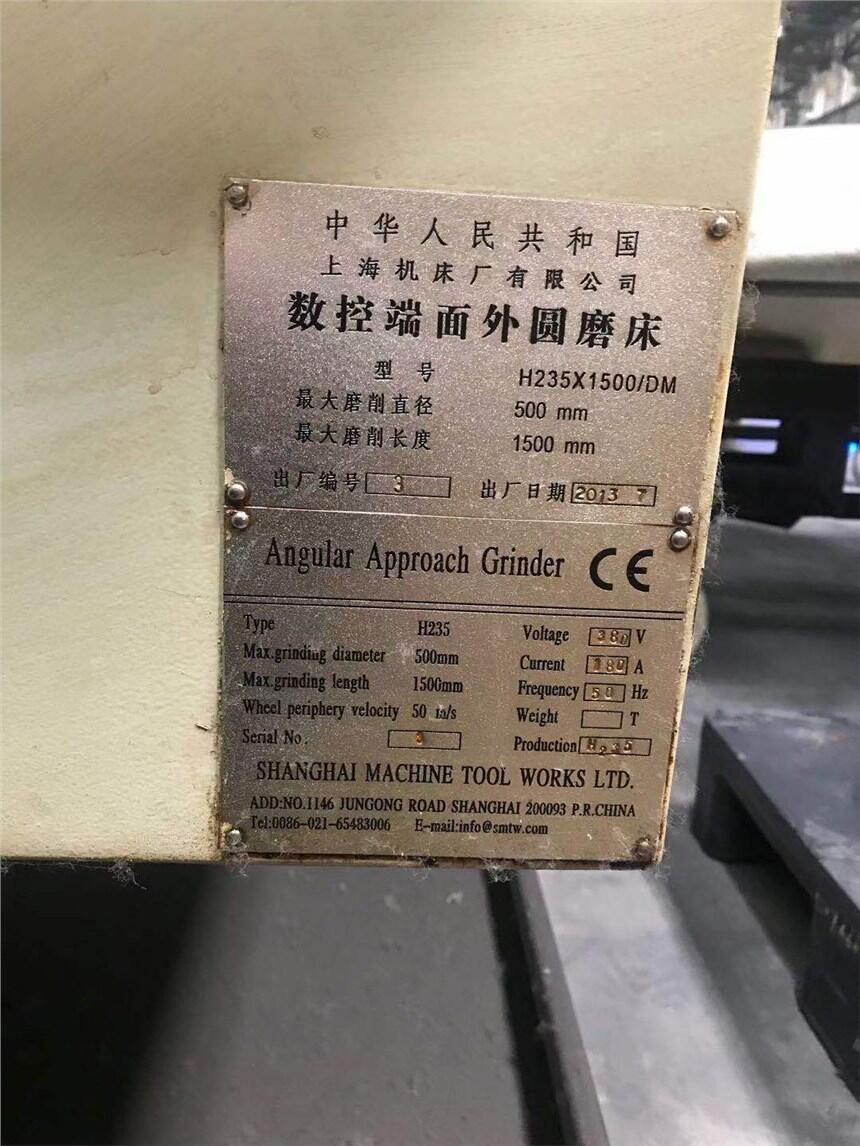 中华人民共和国
上海机床厂有限公司
数控端面外圆磨床
型号 H235X1500/DM
最大磨削直径 500 mm
最大磨削长度 1500 mm
出厂编号 3 出厂日期 2013 7
Angular Approach Grinder CE
Type H235 Voltage 380 V
Max.grinding diameter 500mm Current 180 A
Max.grinding length 1500mm Frequency 50 Hz
Wheel periphery velocity 50 m/s Weight T
Serial No. 3 Production H235
SHANGHAI MACHINE TOOL WORKS LTD.
ADD:NO.1146 JUNGONG ROAD SHANGHAI 200093 P.R.CHINA
Tel:0086-021-65483006 E-mail:info@smtw.com